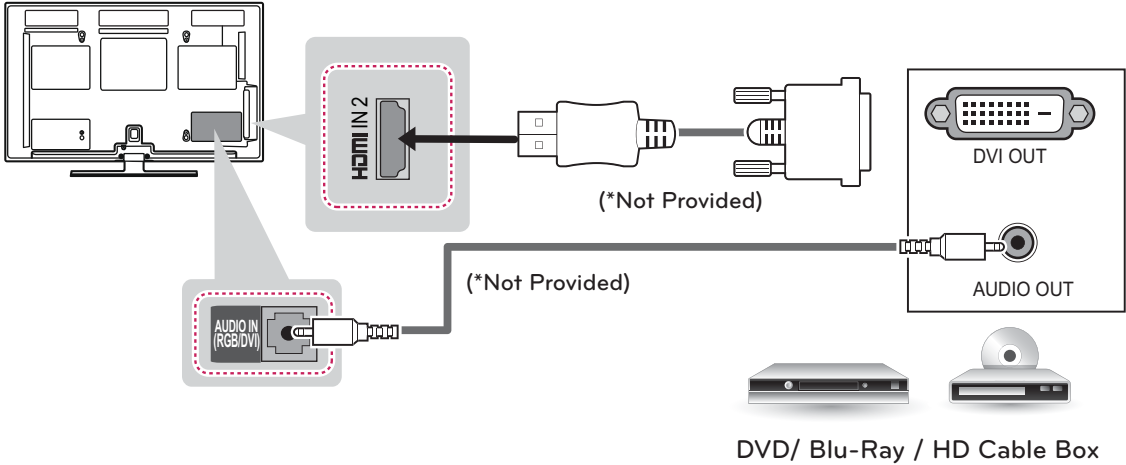 HDMI IN 2
DVI OUT
(*Not Provided)
(*Not Provided)
AUDIO OUT
AUDIO IN
(RGB/DVI)
DVD/ Blu-Ray / HD Cable Box